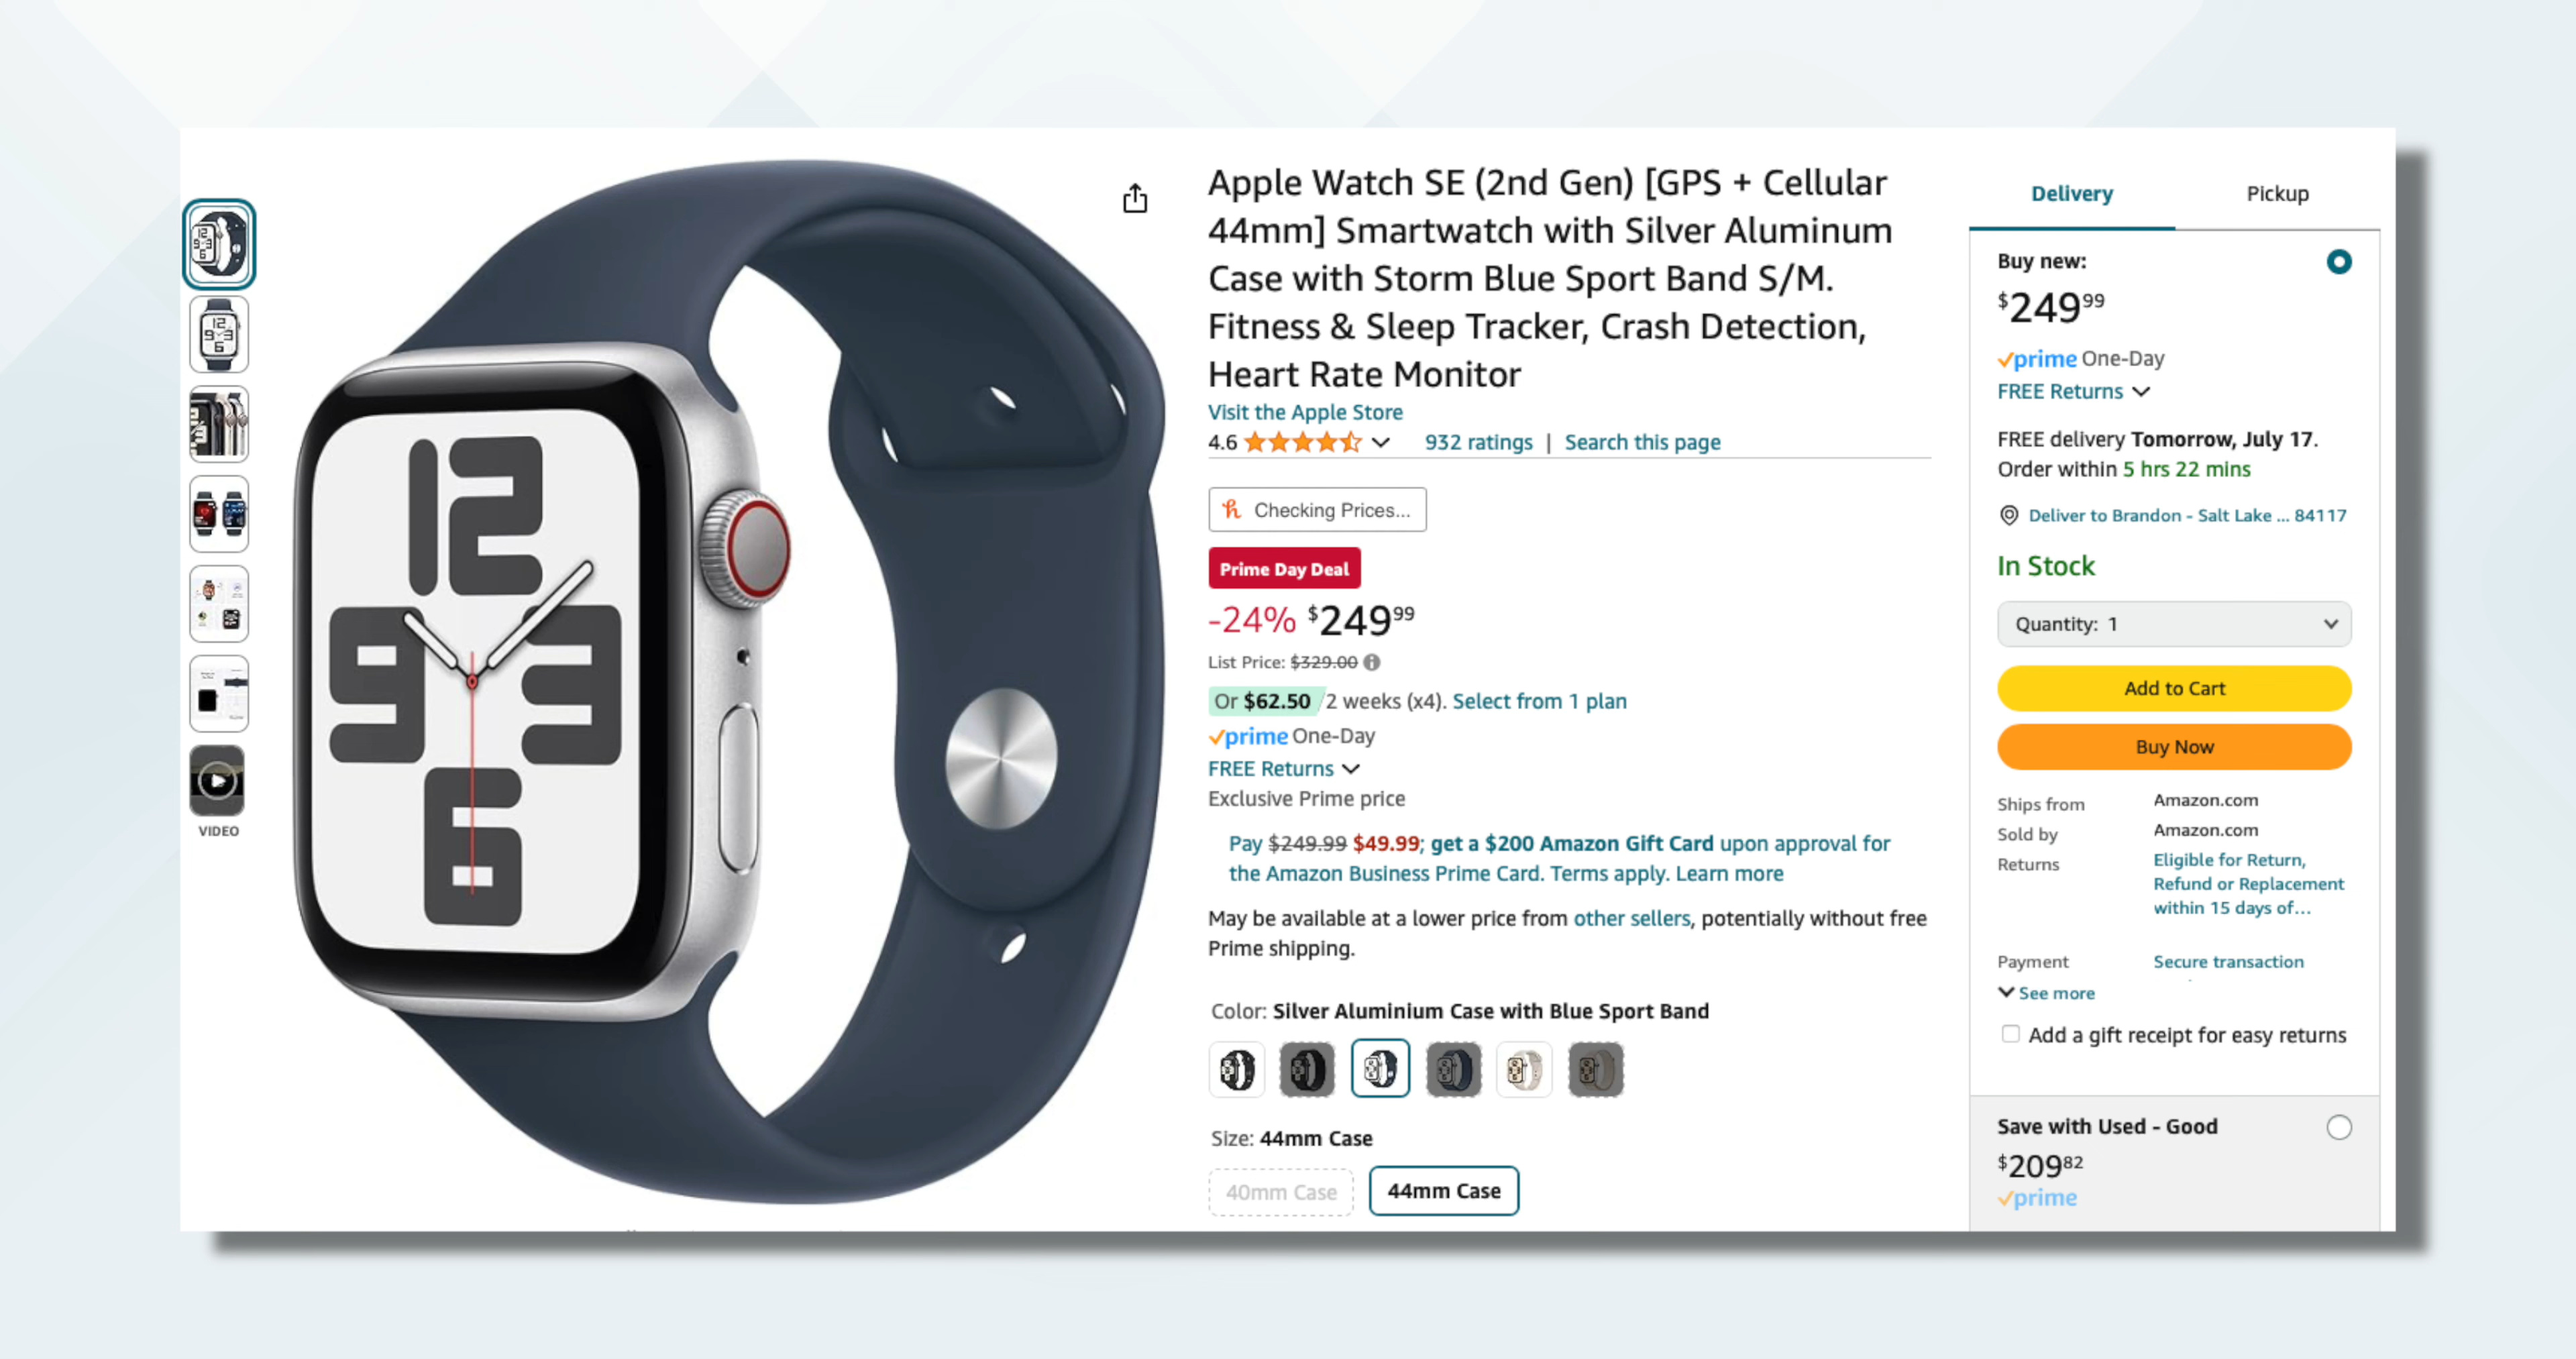 12
9 3
6
VIDEO
Apple Watch SE (2nd Gen) [GPS + Cellular
44mm] Smartwatch with Silver Aluminum
Case with Storm Blue Sport Band S/M.
Fitness & Sleep Tracker, Crash Detection,
Heart Rate Monitor
Visit the Apple Store
4.6 932 ratings | Search this page
Checking Prices...
Prime Day Deal
-24% $249 99
List Price: $329.00
Or $62.50 /2 weeks (x4). Select from 1 plan
prime One-Day
FREE Returns
Exclusive Prime price
Pay $249.99 $49.99; get a $200 Amazon Gift Card upon approval for
the Amazon Business Prime Card. Terms apply. Learn more
May be available at a lower price from other sellers, potentially without free
Prime shipping.
Color: Silver Aluminium Case with Blue Sport Band
Size: 44mm Case
40mm Case 44mm Case
Delivery Pickup
Buy new:
$249 99
prime One-Day
FREE Returns
FREE delivery Tomorrow, July 17.
Order within 5 hrs 22 mins
Deliver to Brandon - Salt Lake ... 84117
In Stock
Quantity: 1
Add to Cart
Buy Now
Ships from Amazon.com
Sold by Amazon.com
Returns Eligible for Return,
Refund or Replacement
within 15 days of...
Payment Secure transaction
See more
Add a gift receipt for easy returns
Save with Used - Good
$209 82
prime